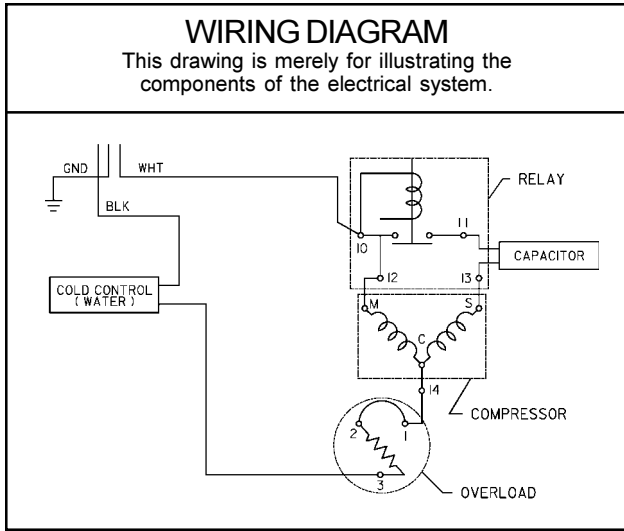 WIRING DIAGRAM
This drawing is merely for illustrating the
components of the electrical system.
GND
WHT
BLK
RELAY
10
11
CAPACITOR
12
13
COLD CONTROL
( WATER )
M
S
C
14
COMPRESSOR
2
1
3
OVERLOAD